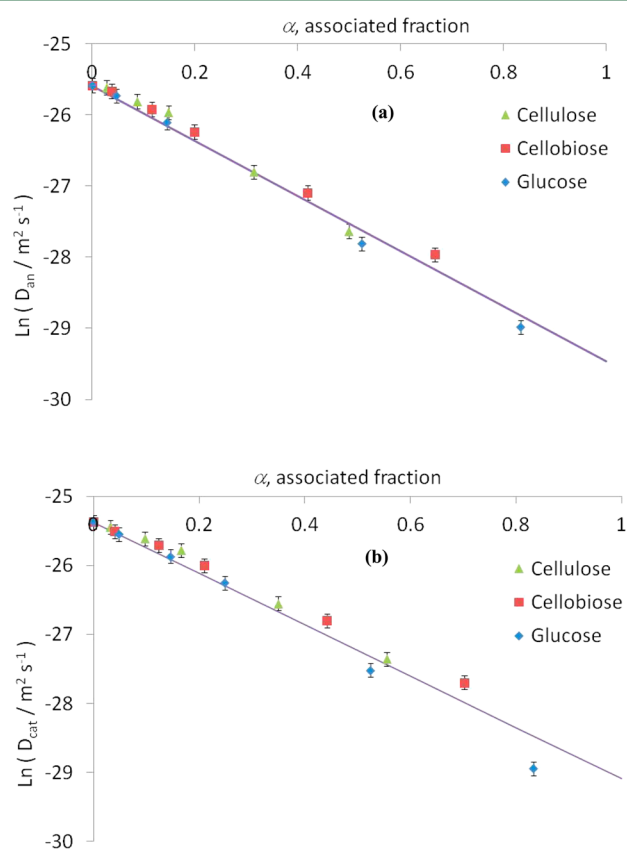 α, associated fraction
-25
0
0.2
0.4
0.6
0.8
1
(a)
Cellulose
-26
Cellobiose
Glucose
-27
-28
-29
-30
Ln ( D_an / m² s⁻¹ )
α, associated fraction
-25
0
0.2
0.4
0.6
0.8
1
(b)
-26
Cellulose
Cellobiose
Glucose
-27
-28
-29
-30
Ln ( D_cat / m² s⁻¹ )